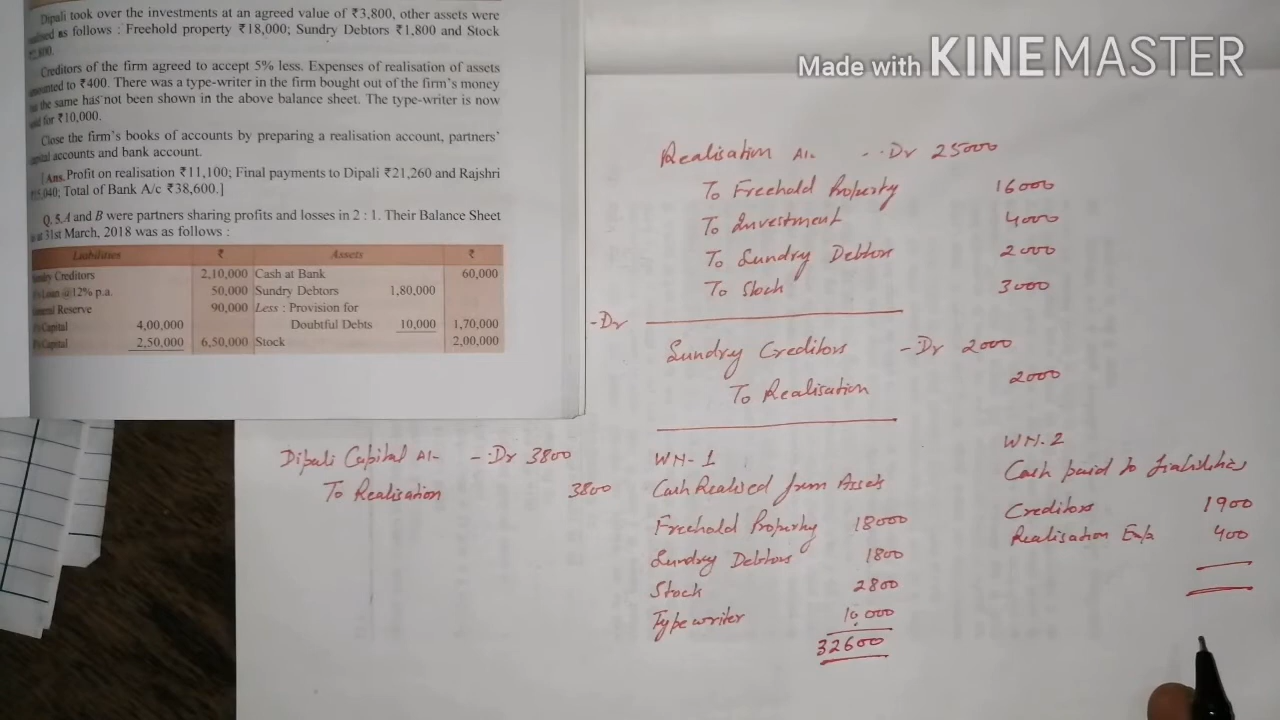 Made with KINEMASTER
Dipali took over the investments at an agreed value of ₹3,800, other assets were
as follows : Freehold property ₹18,000; Sundry Debtors ₹1,800 and Stock
Creditors of the firm agreed to accept 5% less. Expenses of realisation of assets
to ₹400. There was a type-writer in the firm bought out of the firm's money
the same has not been shown in the above balance sheet. The type-writer is now
for ₹10,000.
Close the firm's books of accounts by preparing a realisation account, partners'
accounts and bank account.
[Ans. Profit on realisation ₹11,100; Final payments to Dipali ₹21,260 and Rajshri
Total of Bank A/c ₹38,600.]
Q. 5. A and B were partners sharing profits and losses in 2 : 1. Their Balance Sheet
31st March, 2018 was as follows :
Liabilities ₹ Assets ₹
Creditors 2,10,000 Cash at Bank 60,000
@ 12% p.a. 50,000 Sundry Debtors 1,80,000
Reserve 90,000 Less : Provision for
Capital 4,00,000 Doubtful Debts 10,000 1,70,000
Capital 2,50,000 6,50,000 Stock 2,00,000
Realisation A/c - - Dr 25000
To Freehold Property 16000
To Investment 4000
To Sundry Debtors 2000
To Stock 3000
-Dr
Sundry Creditors - Dr 2000
To Realisation 2000
Dipali Capital A/c - Dr 3800
To Realisation 3800
WN-1
Cash Realised from Assets
Freehold Property 18000
Sundry Debtors 1800
Stock 2800
Typewriter 10,000
32600
WN. 2
Cash paid to Liabilities
Creditors 1900
Realisation Exp 400